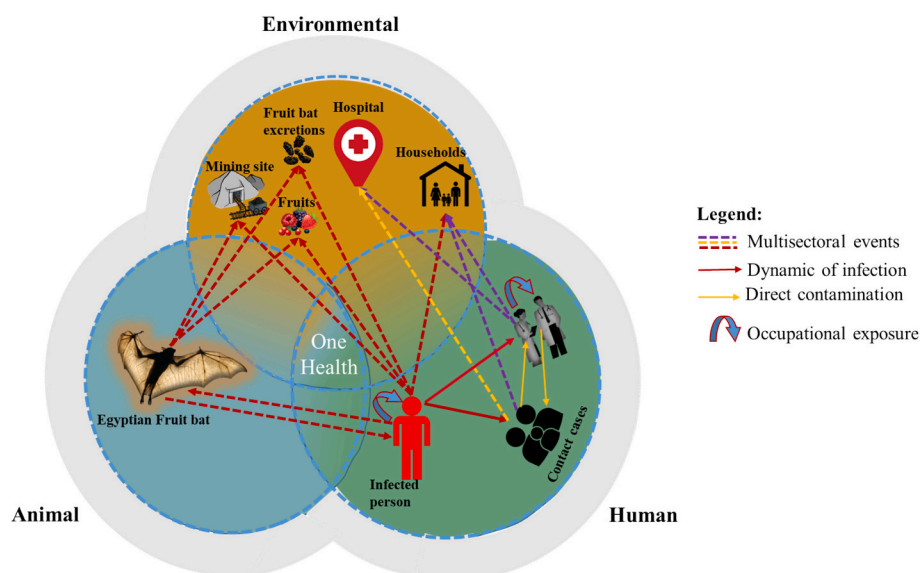 Environmental
Fruit bat
excretions
Hospital
Mining site
Households
Fruits
Legend:
Multisectoral events
Dynamic of infection
Direct contamination
Occupational exposure
One
Health
Egyptian Fruit bat
Infected
person
Contact cases
Animal
Human